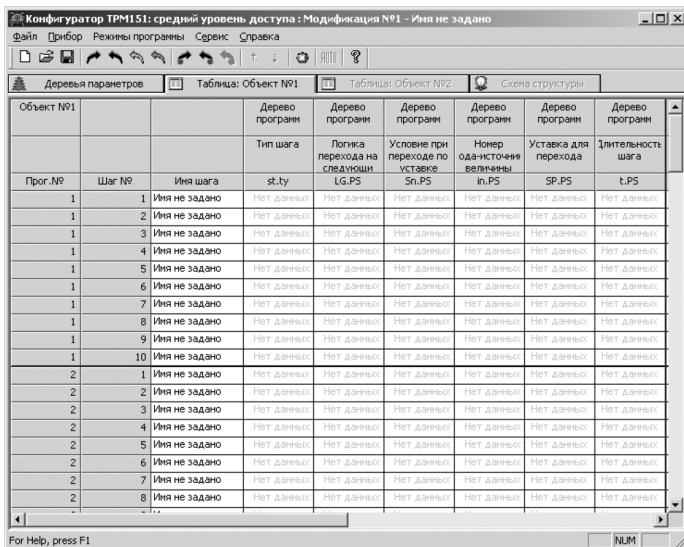 Конфигуратор ТРМ151: средний уровень доступа : Модификация №1 - Имя не задано
Файл Прибор Режимы программы Сервис Справка
AUTO
Деревья параметров Таблица: Объект №1 Таблица: Объект №2 Схема структуры
Объект №1 Дерево программ Дерево программ Дерево программ Дерево программ Дерево программ Дерево программ
Тип шага Логика перехода на следующи Условие при переходе по уставке Номер ода-источни величины Уставка для перехода Длительность шага
Прог.№ Шаг № Имя шага st.ty LG.PS Sn.PS in.PS SP.PS t.PS
1 1 Имя не задано Нет данных Нет данных Нет данных Нет данных Нет данных Нет данных
1 2 Имя не задано Нет данных Нет данных Нет данных Нет данных Нет данных Нет данных
1 3 Имя не задано Нет данных Нет данных Нет данных Нет данных Нет данных Нет данных
1 4 Имя не задано Нет данных Нет данных Нет данных Нет данных Нет данных Нет данных
1 5 Имя не задано Нет данных Нет данных Нет данных Нет данных Нет данных Нет данных
1 6 Имя не задано Нет данных Нет данных Нет данных Нет данных Нет данных Нет данных
1 7 Имя не задано Нет данных Нет данных Нет данных Нет данных Нет данных Нет данных
1 8 Имя не задано Нет данных Нет данных Нет данных Нет данных Нет данных Нет данных
1 9 Имя не задано Нет данных Нет данных Нет данных Нет данных Нет данных Нет данных
1 10 Имя не задано Нет данных Нет данных Нет данных Нет данных Нет данных Нет данных
2 1 Имя не задано Нет данных Нет данных Нет данных Нет данных Нет данных Нет данных
2 2 Имя не задано Нет данных Нет данных Нет данных Нет данных Нет данных Нет данных
2 3 Имя не задано Нет данных Нет данных Нет данных Нет данных Нет данных Нет данных
2 4 Имя не задано Нет данных Нет данных Нет данных Нет данных Нет данных Нет данных
2 5 Имя не задано Нет данных Нет данных Нет данных Нет данных Нет данных Нет данных
2 6 Имя не задано Нет данных Нет данных Нет данных Нет данных Нет данных Нет данных
2 7 Имя не задано Нет данных Нет данных Нет данных Нет данных Нет данных Нет данных
2 8 Имя не задано Нет данных Нет данных Нет данных Нет данных Нет данных Нет данных
For Help, press F1 NUM